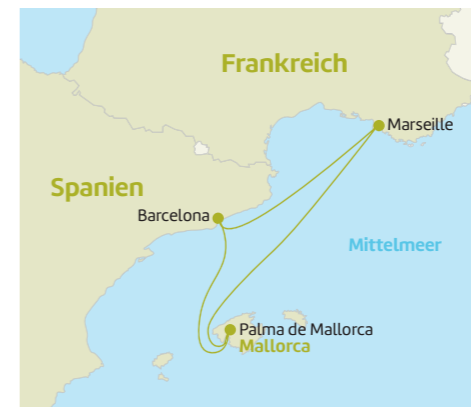 Frankreich
Marseille
Spanien
Barcelona
Mittelmeer
Palma de Mallorca
Mallorca